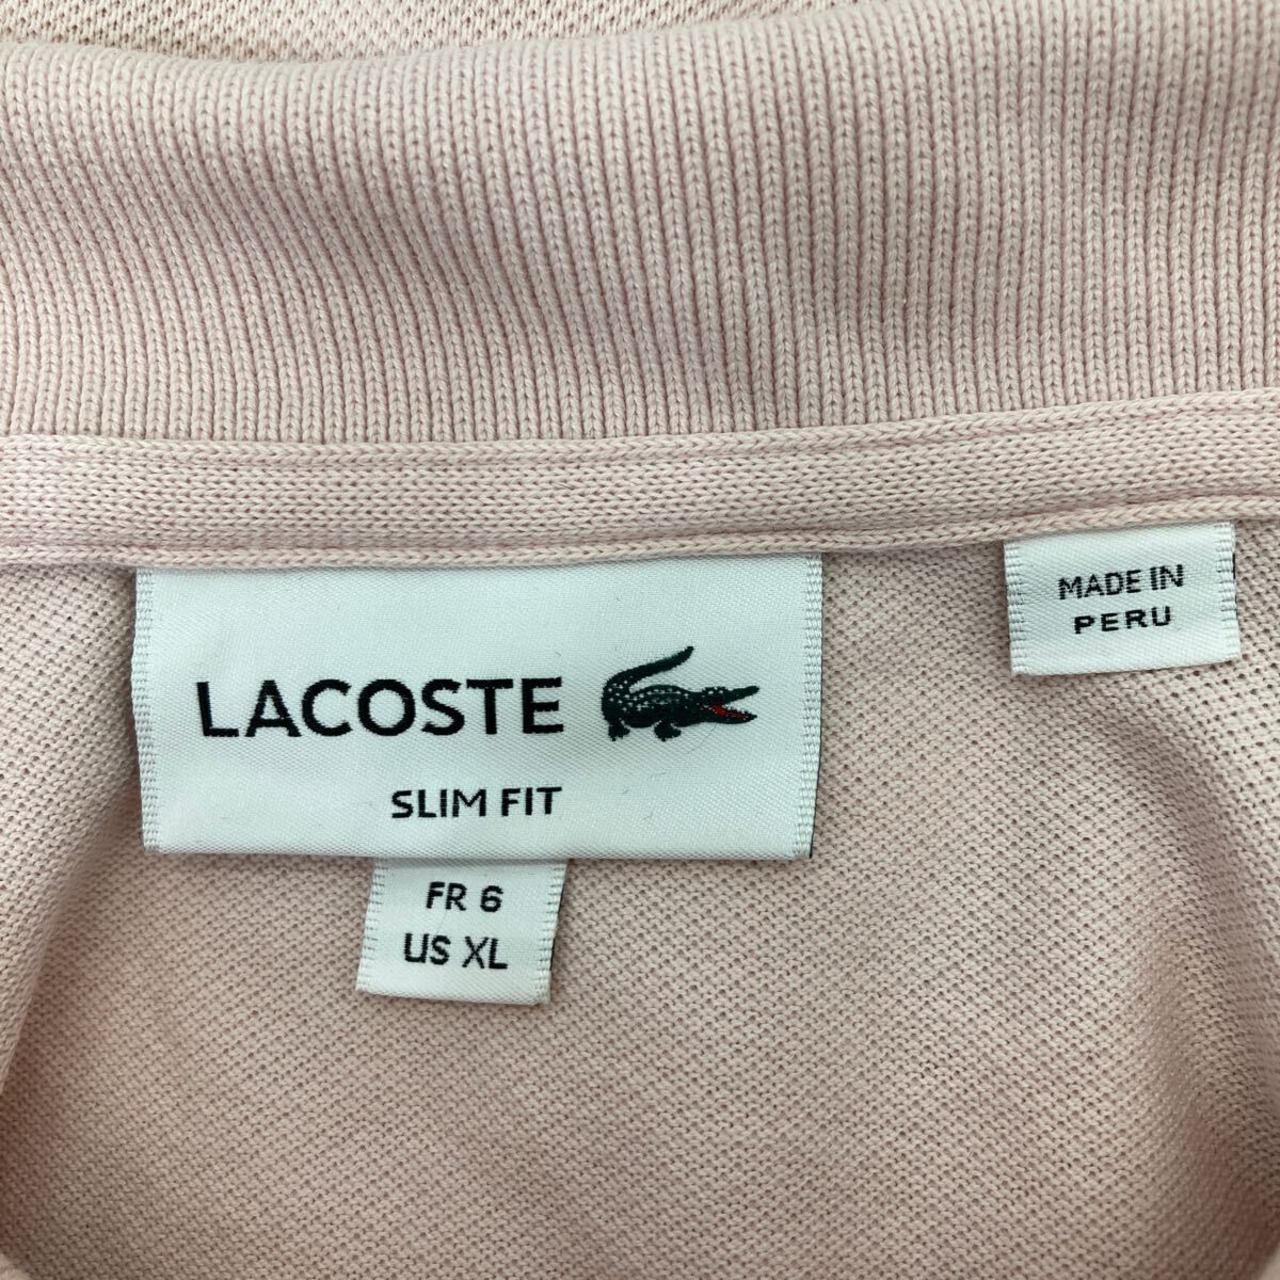 LACOSTE
SLIM FIT
FR 6
US XL
MADE IN
PERU